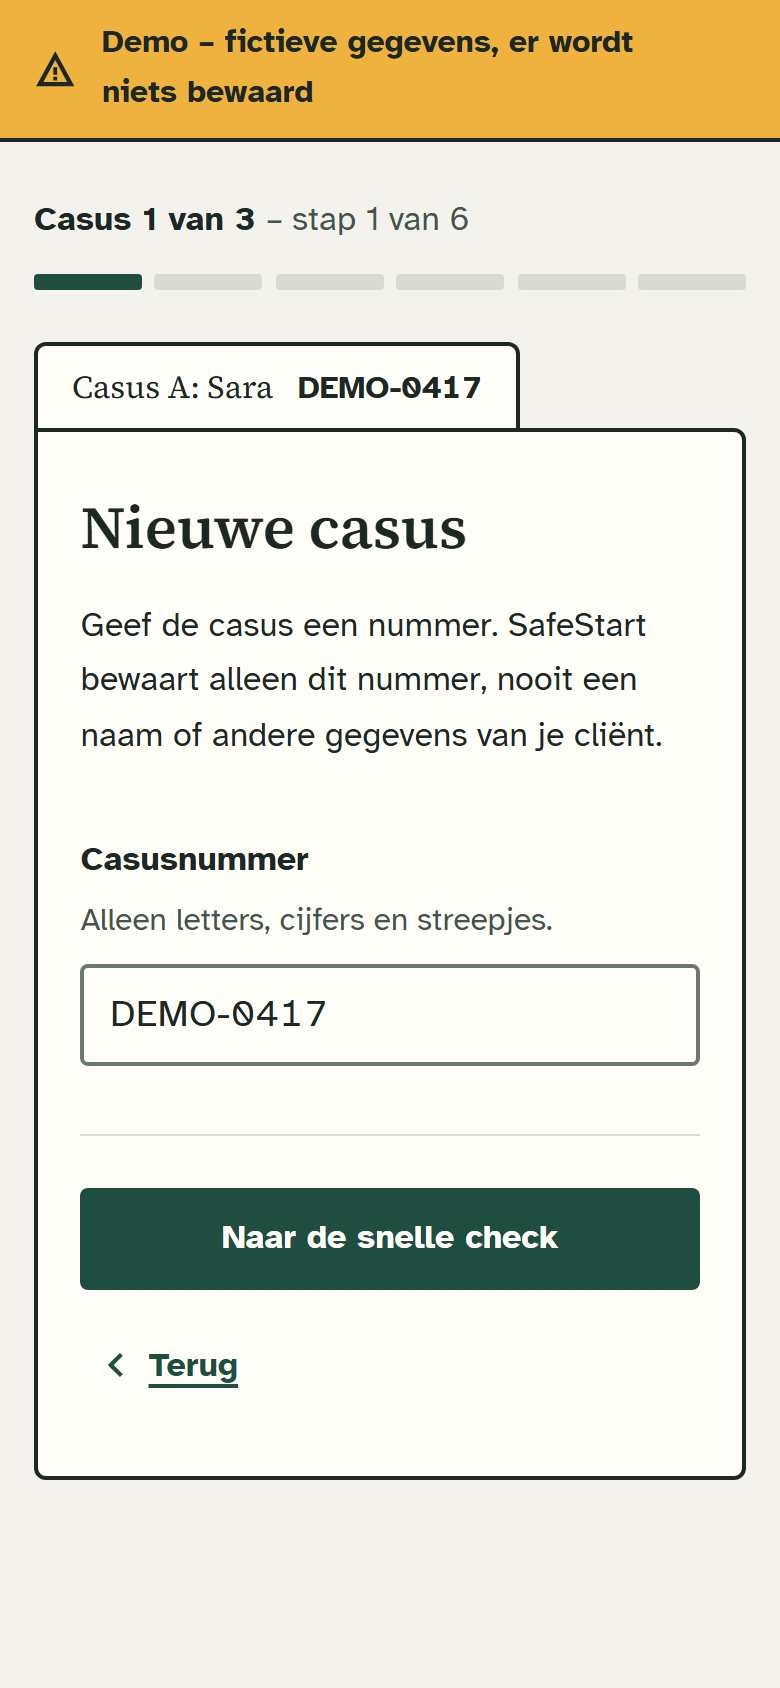 Demo – fictieve gegevens, er wordt
niets bewaard
Casus 1 van 3 – stap 1 van 6
Casus A: Sara DEMO-0417
Nieuwe casus
Geef de casus een nummer. SafeStart
bewaart alleen dit nummer, nooit een
naam of andere gegevens van je cliënt.
Casusnummer
Alleen letters, cijfers en streepjes.
DEMO-0417
Naar de snelle check
Terug